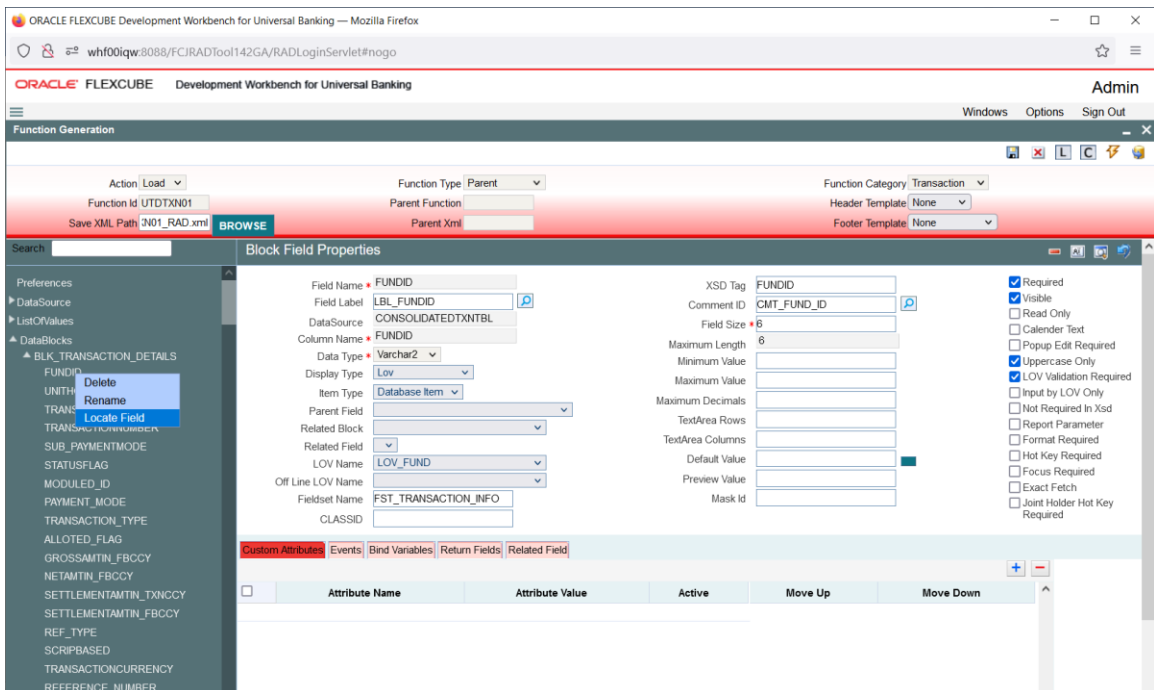 ORACLE FLEXCUBE Development Workbench for Universal Banking — Mozilla Firefox
whf00iqw:8088/FCJRADTool142GA/RADLoginServlet#nogo
ORACLE FLEXCUBE Development Workbench for Universal Banking
Admin
Windows Options Sign Out
Function Generation
L C
Action Load Function Type Parent Function Category Transaction
Function Id UTDTXN01 Parent Function Header Template None
Save XML Path N01_RAD.xml BROWSE Parent Xml Footer Template None
Search
Preferences
DataSource
ListOfValues
DataBlocks
BLK_TRANSACTION_DETAILS
FUNDID
Delete
Rename
Locate Field
TRANSACTIONNUMBER
SUB_PAYMENTMODE
STATUSFLAG
MODULED_ID
PAYMENT_MODE
TRANSACTION_TYPE
ALLOTED_FLAG
GROSSAMTIN_FBCCY
NETAMTIN_FBCCY
SETTLEMENTAMTIN_TXNCCY
SETTLEMENTAMTIN_FBCCY
REF_TYPE
SCRIPBASED
TRANSACTIONCURRENCY
REFERENCE_NUMBER
Block Field Properties
Field Name * FUNDID
Field Label LBL_FUNDID
DataSource CONSOLIDATEDTXNTBL
Column Name * FUNDID
Data Type * Varchar2
Display Type Lov
Item Type Database Item
Parent Field
Related Block
Related Field
LOV Name LOV_FUND
Off Line LOV Name
Fieldset Name FST_TRANSACTION_INFO
CLASSID
XSD Tag FUNDID
Comment ID CMT_FUND_ID
Field Size * 6
Maximum Length 6
Minimum Value
Maximum Value
Maximum Decimals
TextArea Rows
TextArea Columns
Default Value
Preview Value
Mask Id
Required
Visible
Read Only
Calender Text
Popup Edit Required
Uppercase Only
LOV Validation Required
Input by LOV Only
Not Required In Xsd
Report Parameter
Format Required
Hot Key Required
Focus Required
Exact Fetch
Joint Holder Hot Key
Required
Custom Attributes Events Bind Variables Return Fields Related Field
Attribute Name Attribute Value Active Move Up Move Down